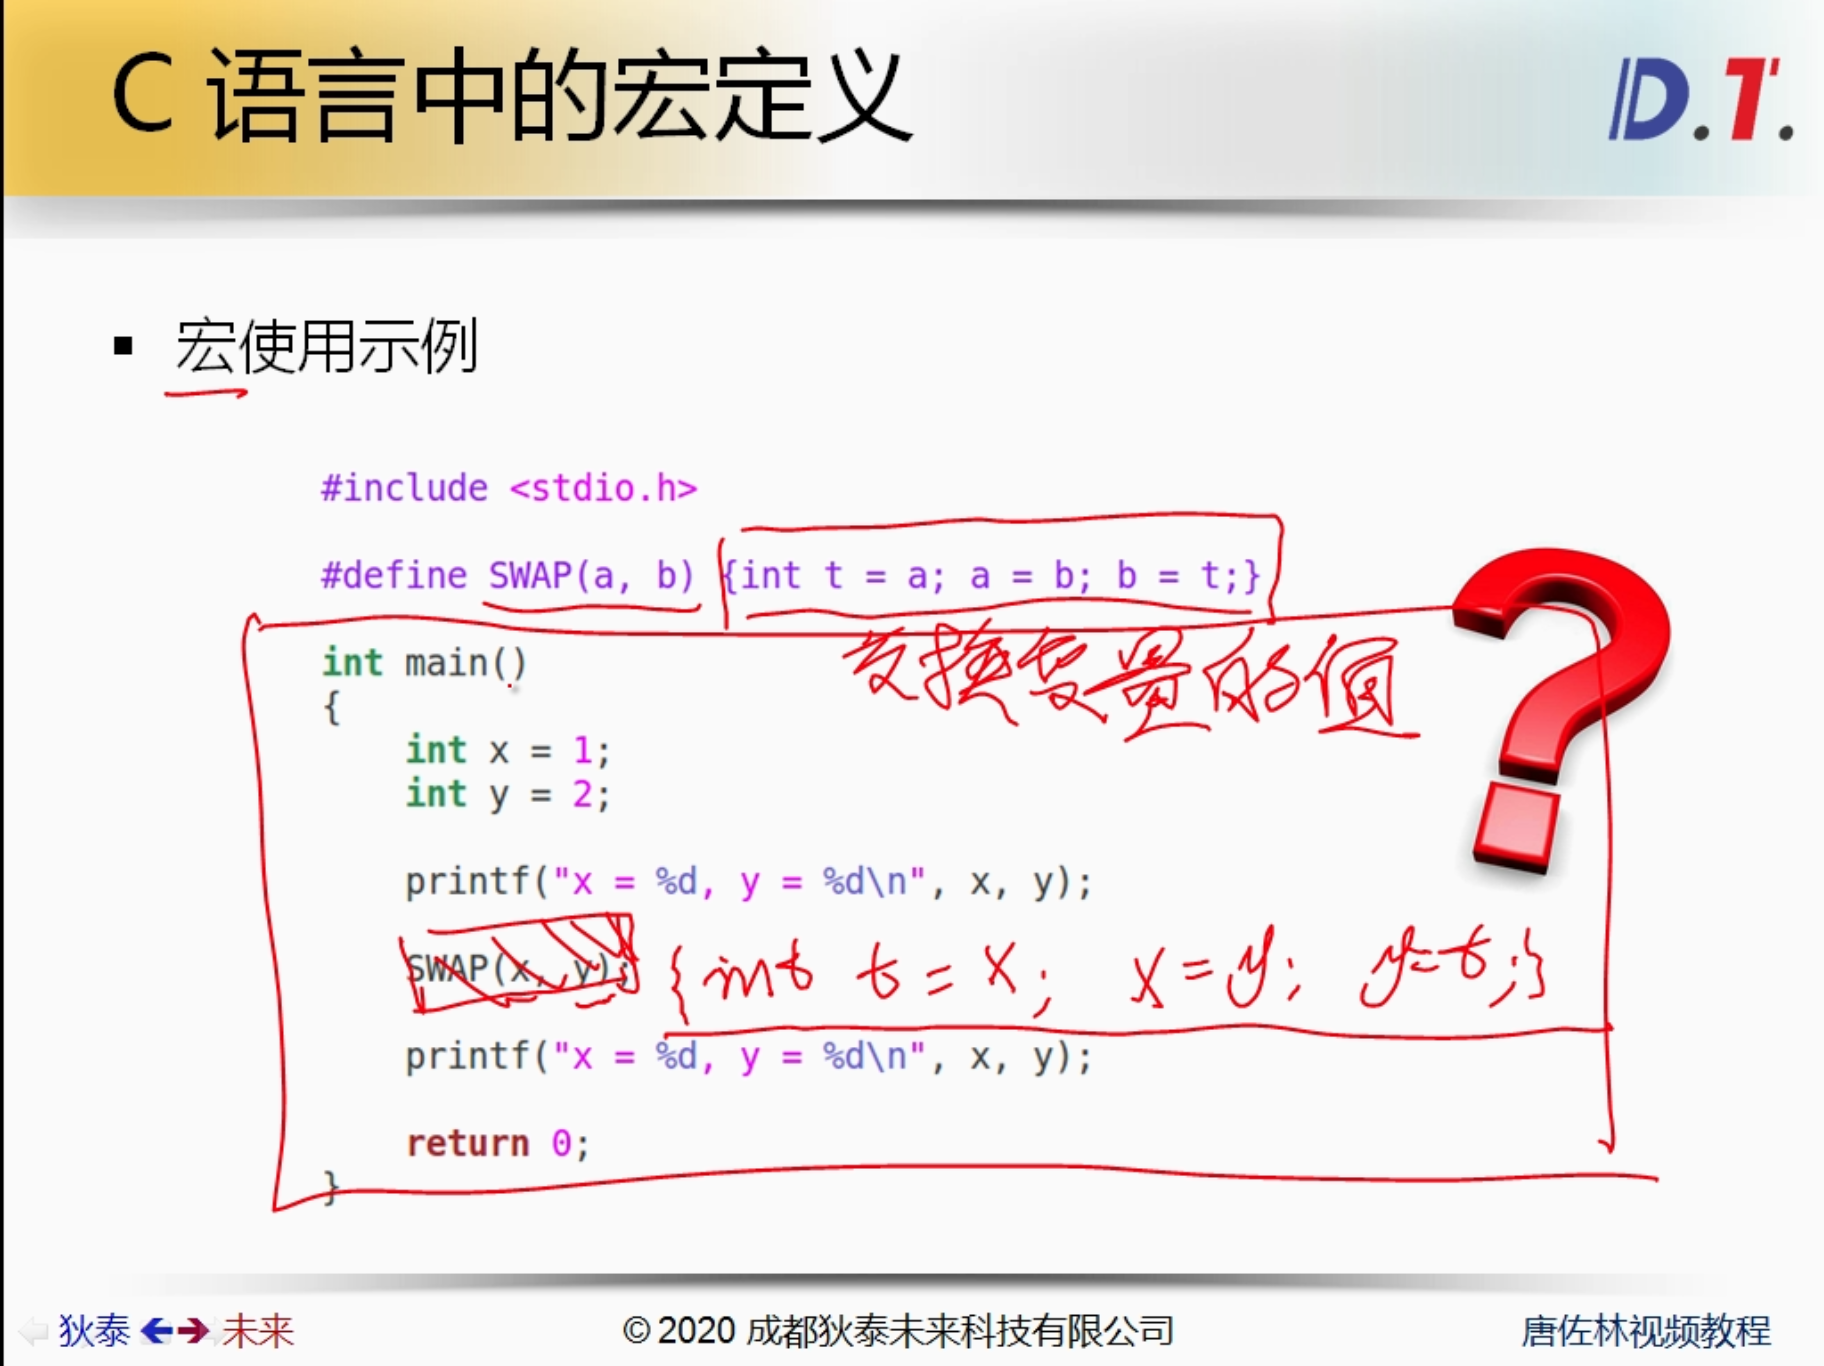 C 语言中的宏定义
D.T.
▪ 宏使用示例
#include <stdio.h>
#define SWAP(a, b) {int t = a; a = b; b = t;}
交换变量的值
int main()
{
int x = 1;
int y = 2;
printf("x = %d, y = %d\n", x, y);
SWAP(x, y); {int t = x; x = y; y = t;}
printf("x = %d, y = %d\n", x, y);
return 0;
}
狄泰 未来
© 2020 成都狄泰未来科技有限公司
唐佐林视频教程